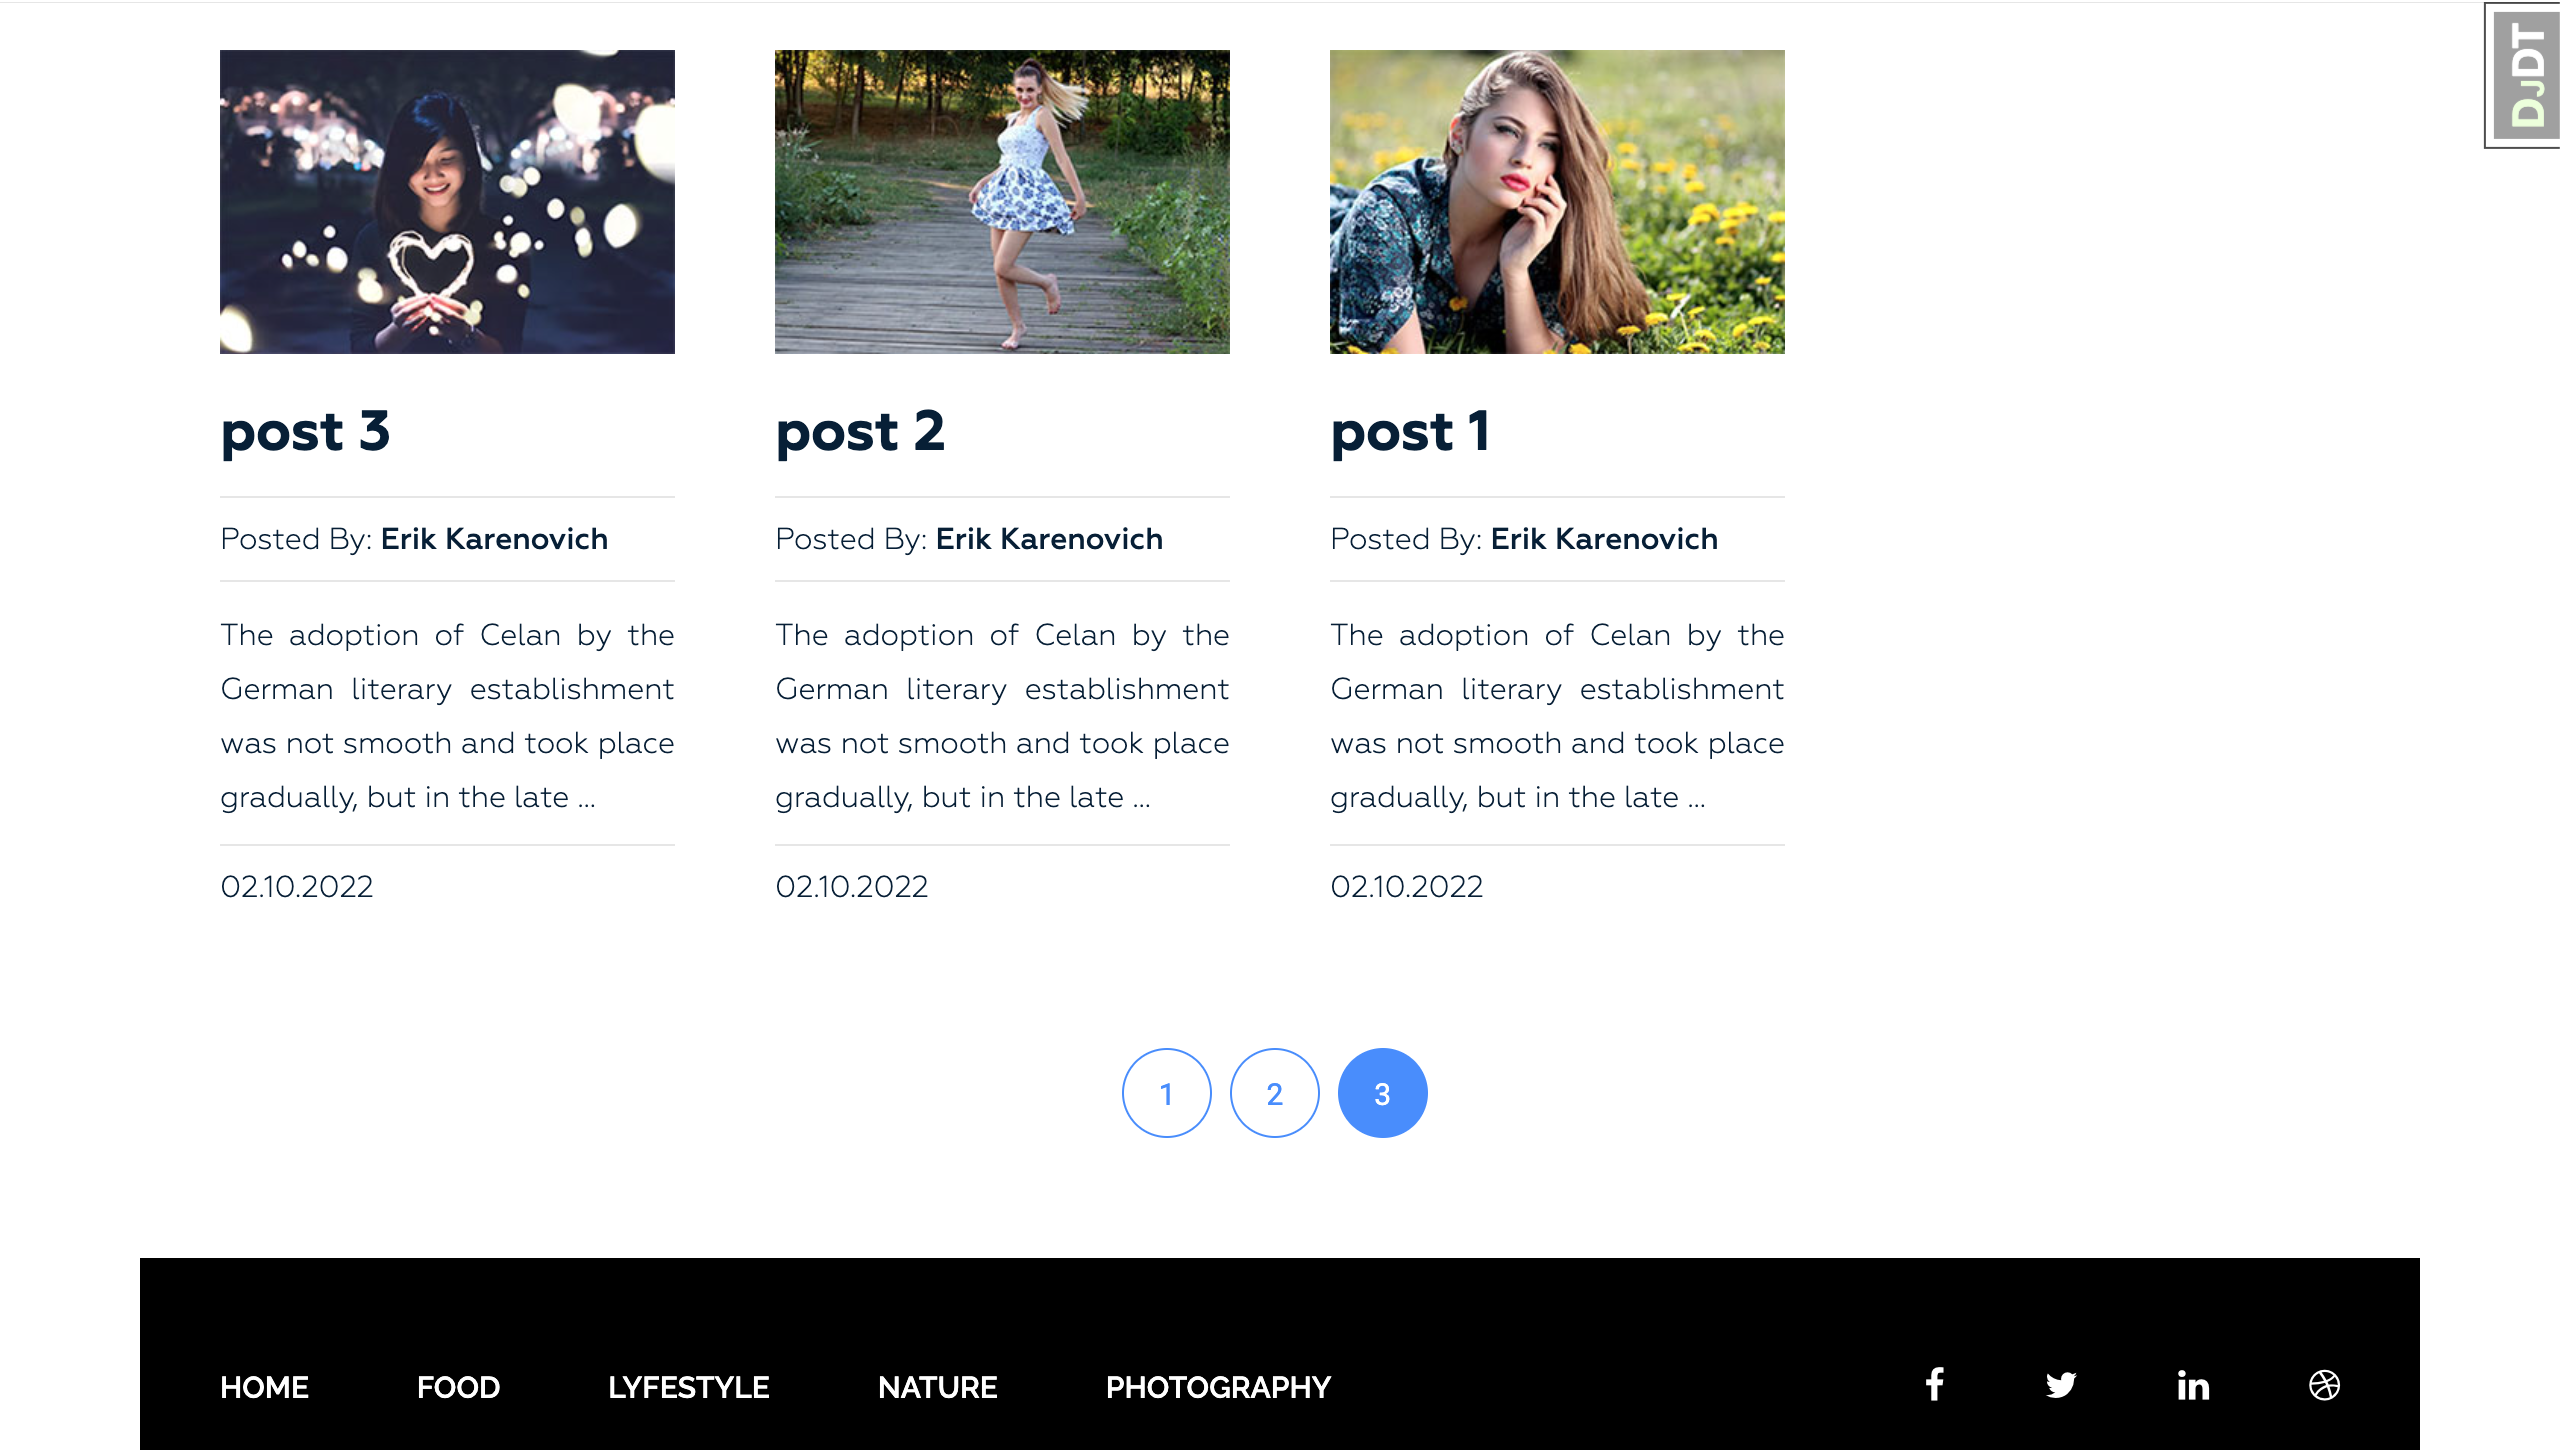 DJDT
post 3
Posted By: Erik Karenovich
The adoption of Celan by the
German literary establishment
was not smooth and took place
gradually, but in the late ...
02.10.2022
post 2
Posted By: Erik Karenovich
The adoption of Celan by the
German literary establishment
was not smooth and took place
gradually, but in the late ...
02.10.2022
post 1
Posted By: Erik Karenovich
The adoption of Celan by the
German literary establishment
was not smooth and took place
gradually, but in the late ...
02.10.2022
1 2 3
HOME FOOD LYFESTYLE NATURE PHOTOGRAPHY